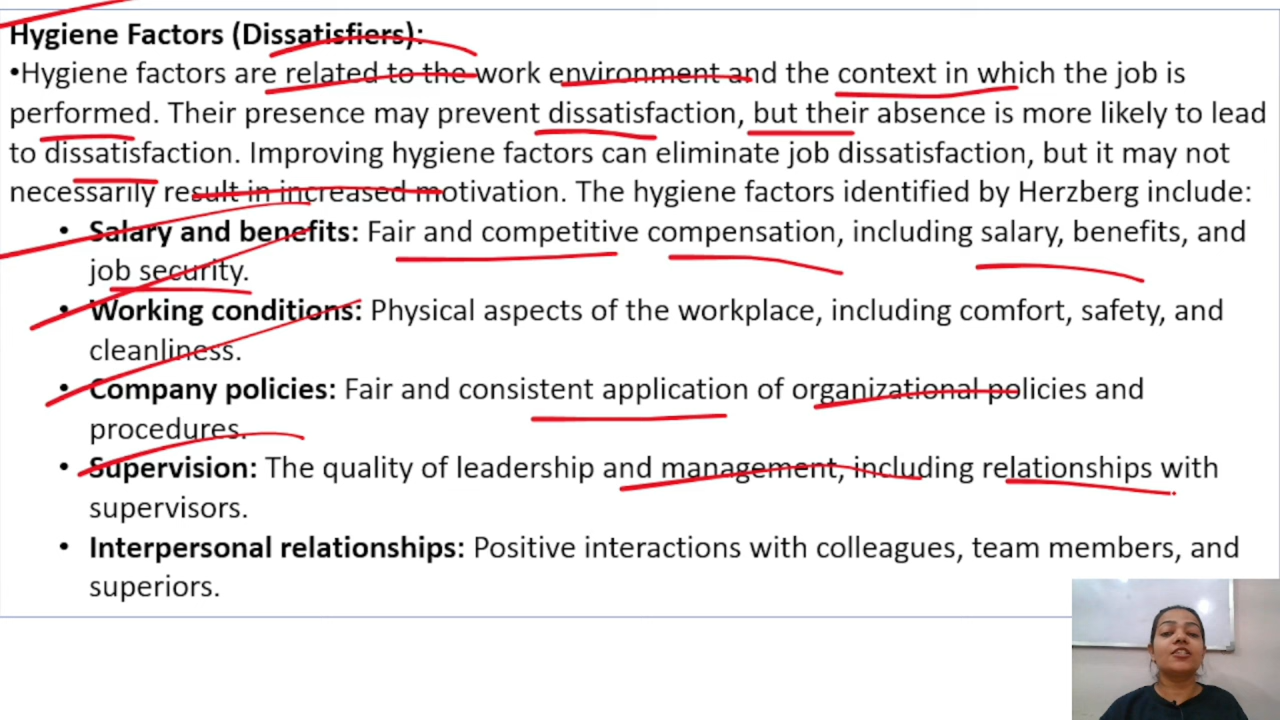 Hygiene Factors (Dissatisfiers):
•Hygiene factors are related to the work environment and the context in which the job is
performed. Their presence may prevent dissatisfaction, but their absence is more likely to lead
to dissatisfaction. Improving hygiene factors can eliminate job dissatisfaction, but it may not
necessarily result in increased motivation. The hygiene factors identified by Herzberg include:
• Salary and benefits: Fair and competitive compensation, including salary, benefits, and
job security.
• Working conditions: Physical aspects of the workplace, including comfort, safety, and
cleanliness.
• Company policies: Fair and consistent application of organizational policies and
procedures.
• Supervision: The quality of leadership and management, including relationships with
supervisors.
• Interpersonal relationships: Positive interactions with colleagues, team members, and
superiors.